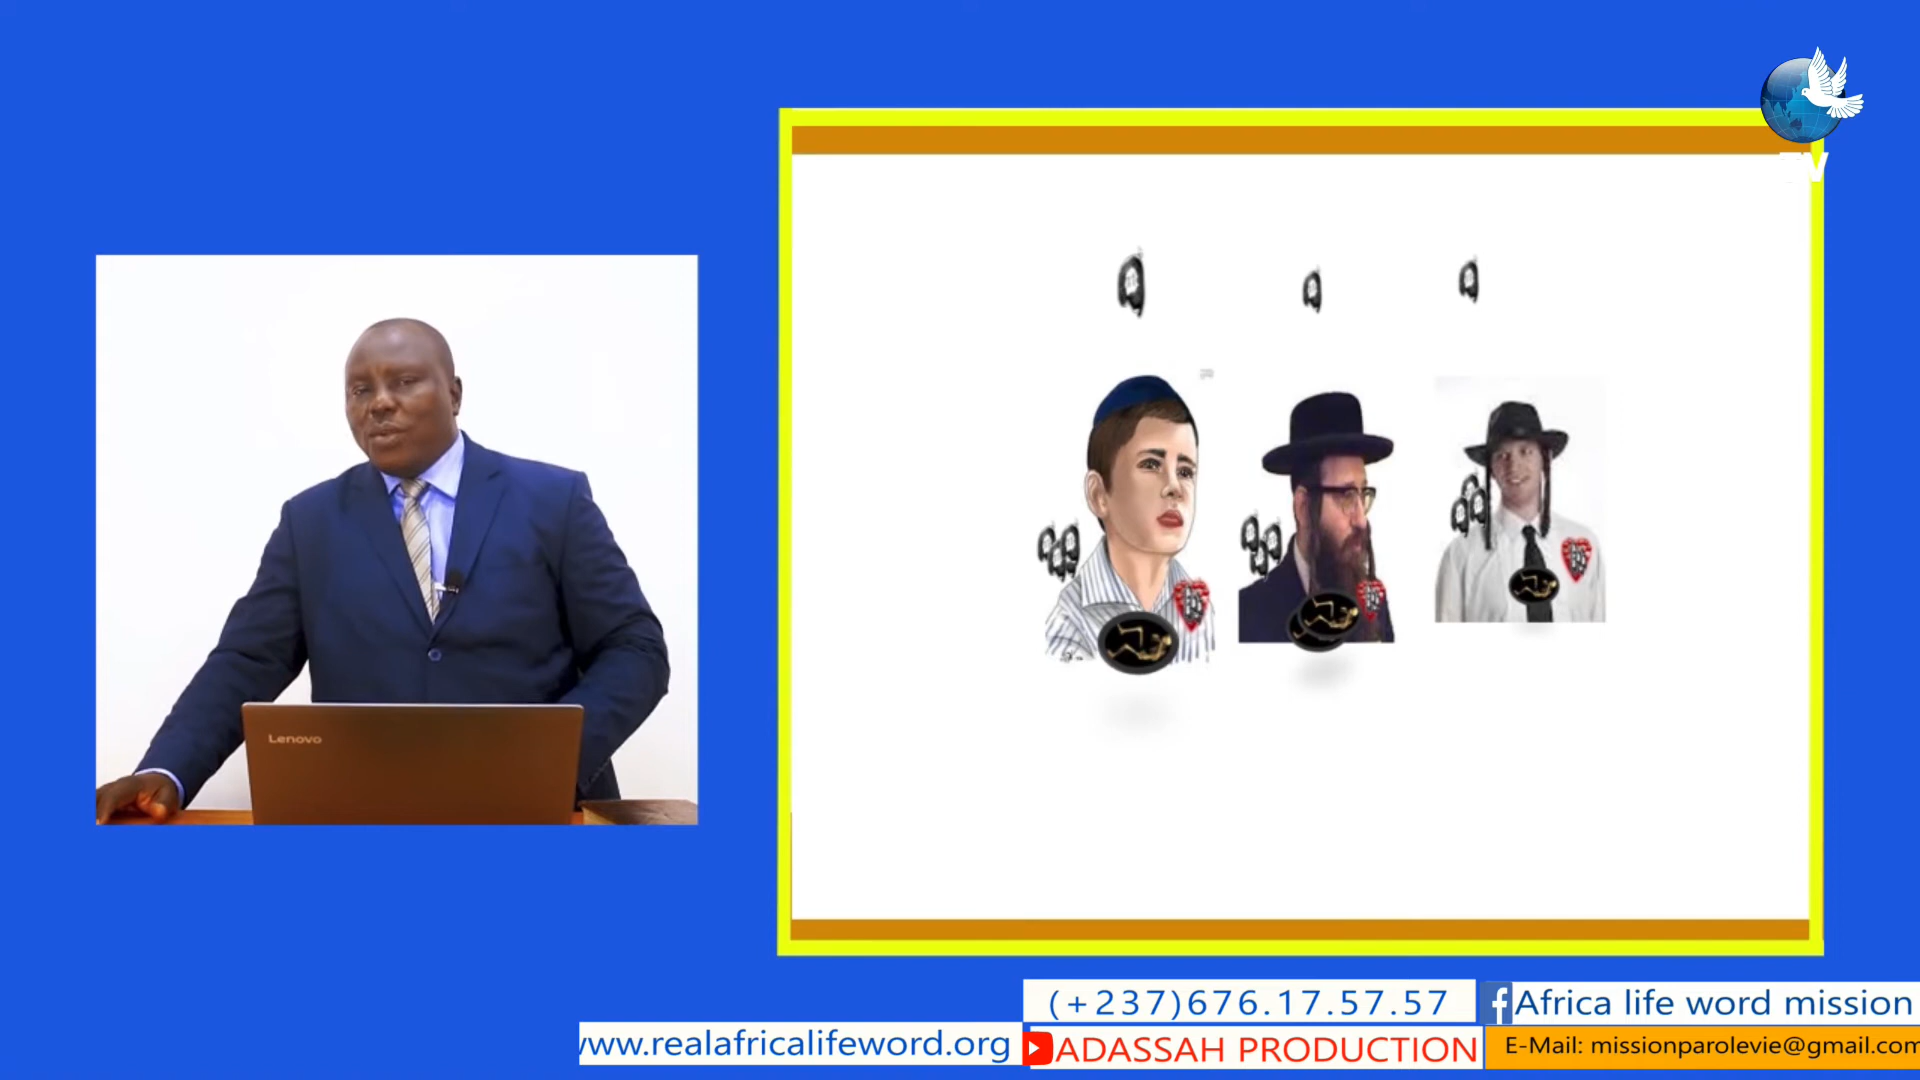 TV
Lenovo
(+237)676.17.57.57
Africa life word mission
www.realafricalifeword.org
ADASSAH PRODUCTION
E-Mail: missionparolevie@gmail.com